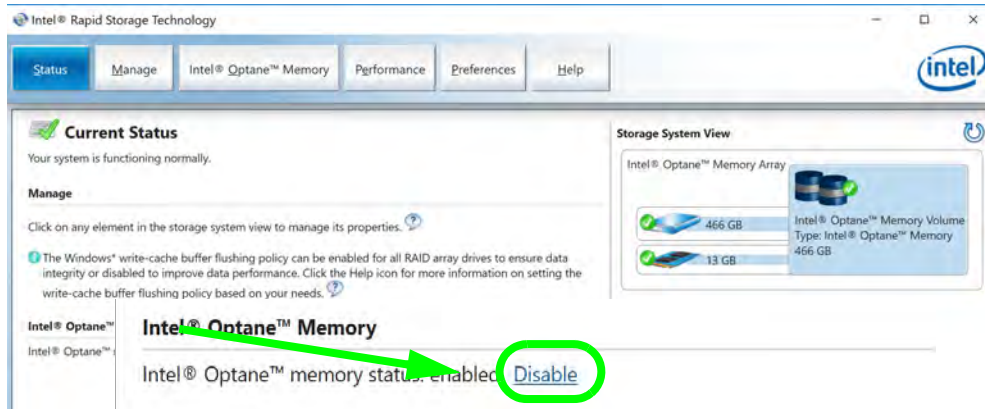 Intel® Rapid Storage Technology
Status
Manage
Intel® Optane™ Memory
Performance
Preferences
Help
intel
Current Status
Your system is functioning normally.
Manage
Click on any element in the storage system view to manage its properties.
The Windows* write-cache buffer flushing policy can be enabled for all RAID array drives to ensure data
integrity or disabled to improve data performance. Click the Help icon for more information on setting the
write-cache buffer flushing policy based on your needs.
Intel® Optane™
Intel® Optane™
Storage System View
Intel® Optane™ Memory Array
466 GB
13 GB
Intel® Optane™ Memory Volume
Type: Intel® Optane™ Memory
466 GB
Intel® Optane™ Memory
Intel® Optane™ memory status: enabled Disable